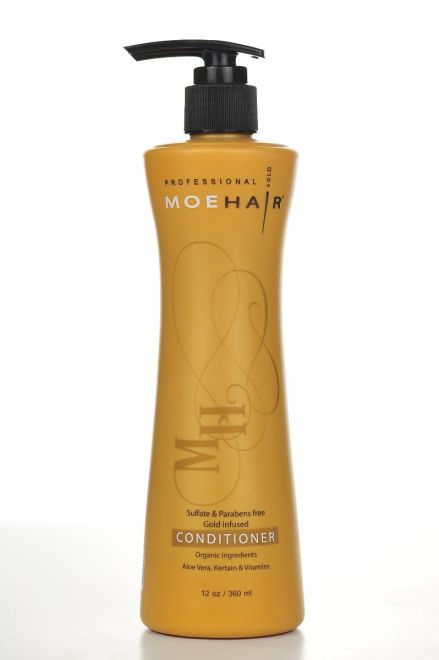 PROFESSIONAL
GOLD
MOEHAIR®
MH
Sulfate & Parabens free
Gold Infused
CONDITIONER
Organic Ingredients
Aloe Vera, Kertain & Vitamins
12 oz / 360 ml